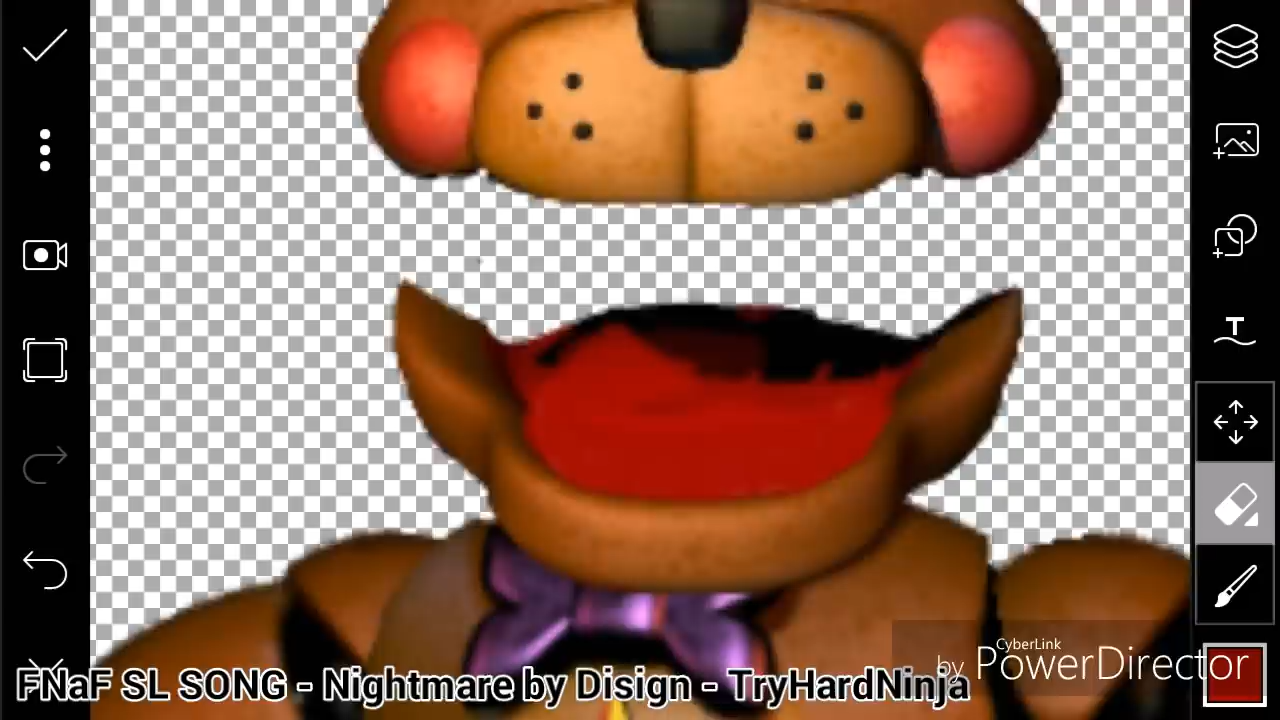 CyberLink
by PowerDirector
FNaF SL SONG - Nightmare by Disign - TryHardNinja